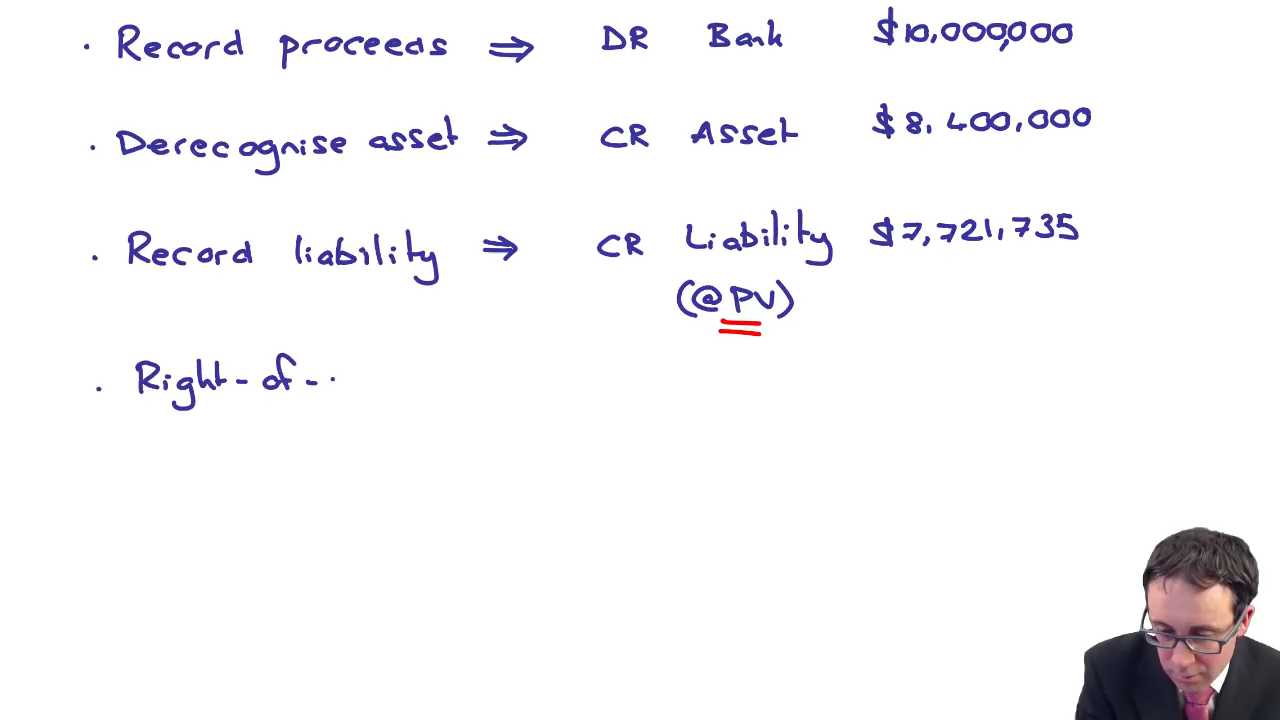 · Record proceeds ⇒ DR Bank $10,000,000
· Derecognise asset ⇒ CR Asset $8,400,000
· Record liability ⇒ CR Liability $7,721,735
(@ PV)
· Right-of-